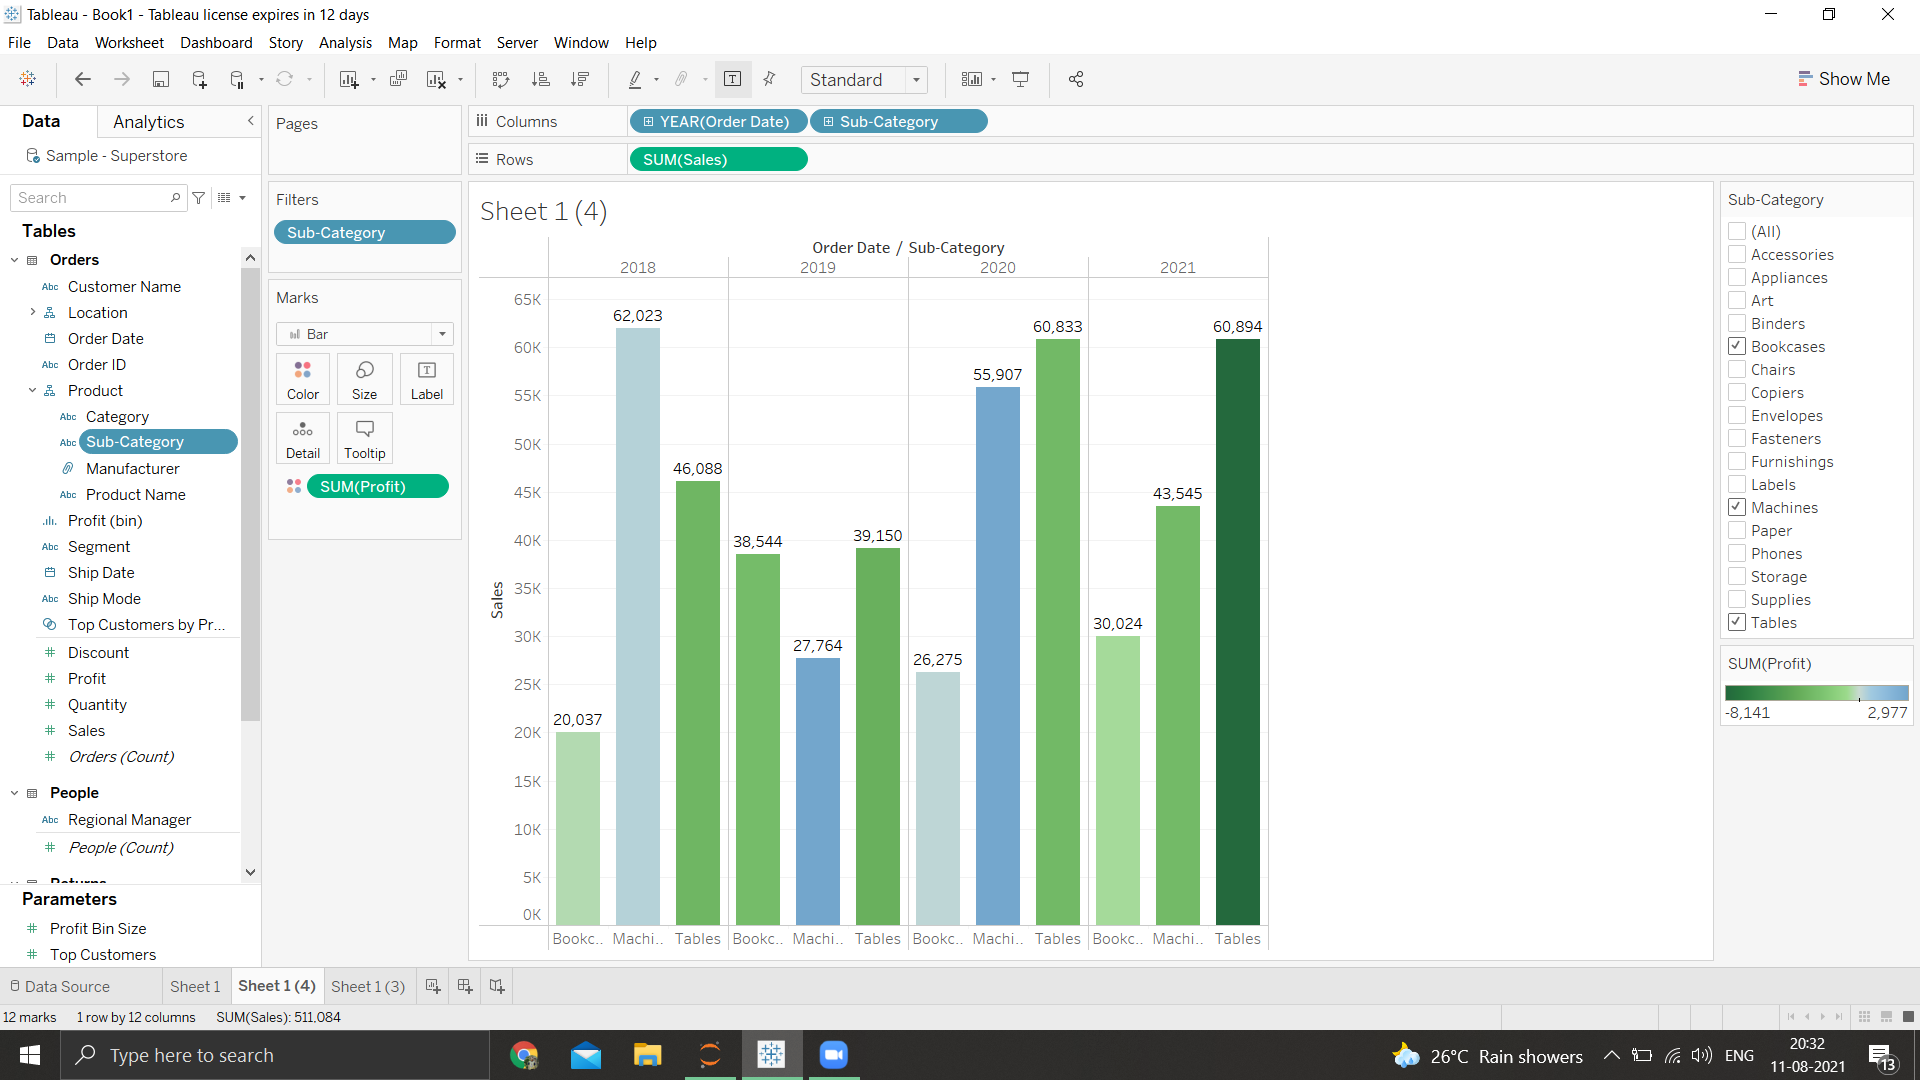 Tableau - Book1 - Tableau license expires in 12 days
File Data Worksheet Dashboard Story Analysis Map Format Server Window Help
Standard
Show Me
Data Analytics
Sample - Superstore
Search
Tables
Orders
Abc Customer Name
Location
Order Date
Abc Order ID
Product
Abc Category
Abc Sub-Category
Manufacturer
Abc Product Name
Profit (bin)
Abc Segment
Ship Date
Abc Ship Mode
Top Customers by Pr...
# Discount
# Profit
# Quantity
# Sales
# Orders (Count)
People
Abc Regional Manager
# People (Count)
Returns
Parameters
# Profit Bin Size
# Top Customers
Pages
Filters
Sub-Category
Marks
Bar
Color Size Label
Detail Tooltip
SUM(Profit)
Columns YEAR(Order Date) Sub-Category
Rows SUM(Sales)
Sheet 1 (4)
Order Date / Sub-Category
2018 2019 2020 2021
Sales
65K
60K
55K
50K
45K
40K
35K
30K
25K
20K
15K
10K
5K
0K
20,037 62,023 46,088 38,544 27,764 39,150 26,275 55,907 60,833 30,024 43,545 60,894
Bookc.. Machi.. Tables Bookc.. Machi.. Tables Bookc.. Machi.. Tables Bookc.. Machi.. Tables
Sub-Category
(All)
Accessories
Appliances
Art
Binders
Bookcases
Chairs
Copiers
Envelopes
Fasteners
Furnishings
Labels
Machines
Paper
Phones
Storage
Supplies
Tables
SUM(Profit)
-8,141 2,977
Data Source Sheet 1 Sheet 1 (4) Sheet 1 (3)
12 marks 1 row by 12 columns SUM(Sales): 511,084
Type here to search
26°C Rain showers
ENG
20:32
11-08-2021
13